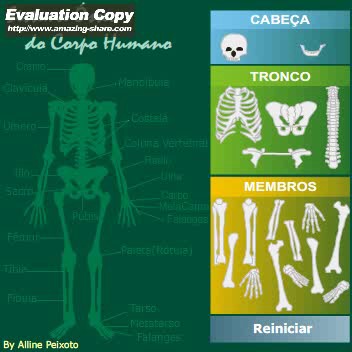 Evaluation Copy
http://www.amazing-share.com
do Corpo Humano
Crânio
Mandíbula
Clavícula
Costela
Úmero
Coluna Vertebral
Rádio
Ilío
Ulna
Sacro
Carpo
MetaCarpo
Falanges
Púbis
Fêmur
Patela(Rótula)
Tíbia
Fíbula
Tarso
Metatarso
Falanges
By Alline Peixoto
CABEÇA
TRONCO
MEMBROS
Reiniciar